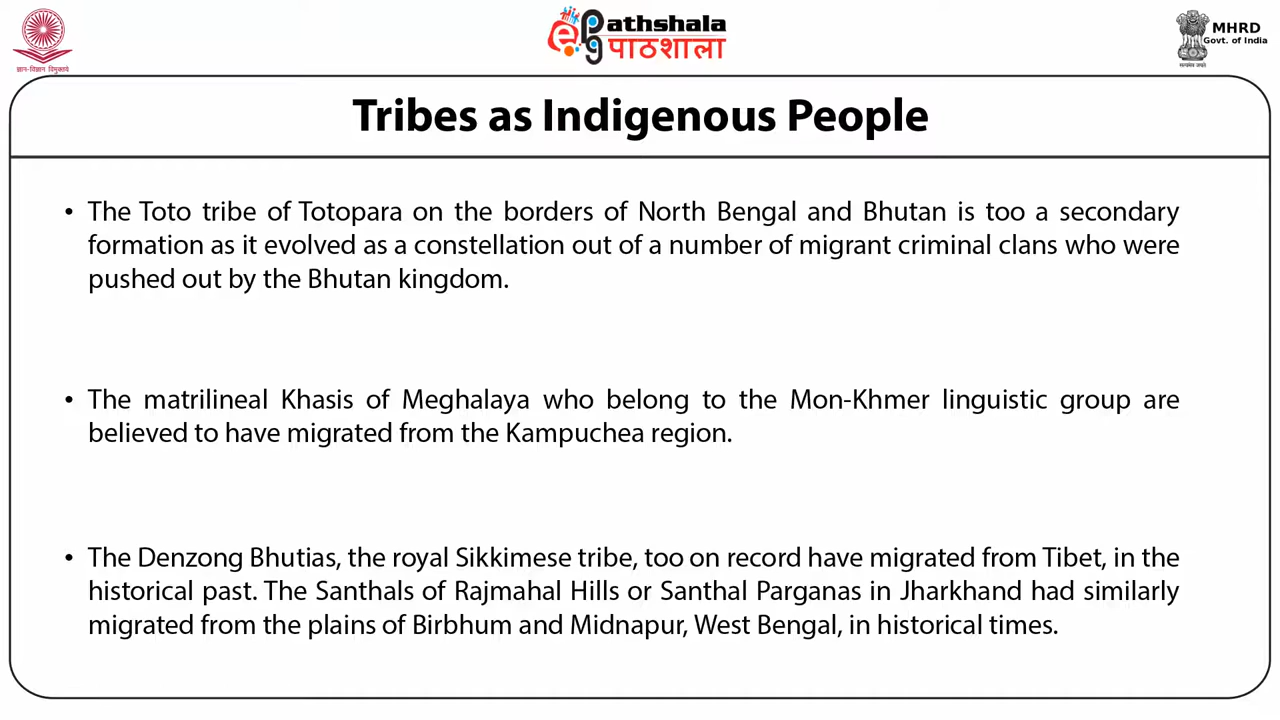 ज्ञान-विज्ञान विमुक्तये
ePathshala
पाठशाला
MHRD
Govt. of India
सत्यमेव जयते
Tribes as Indigenous People
• The Toto tribe of Totopara on the borders of North Bengal and Bhutan is too a secondary
formation as it evolved as a constellation out of a number of migrant criminal clans who were
pushed out by the Bhutan kingdom.
• The matrilineal Khasis of Meghalaya who belong to the Mon-Khmer linguistic group are
believed to have migrated from the Kampuchea region.
• The Denzong Bhutias, the royal Sikkimese tribe, too on record have migrated from Tibet, in the
historical past. The Santhals of Rajmahal Hills or Santhal Parganas in Jharkhand had similarly
migrated from the plains of Birbhum and Midnapur, West Bengal, in historical times.